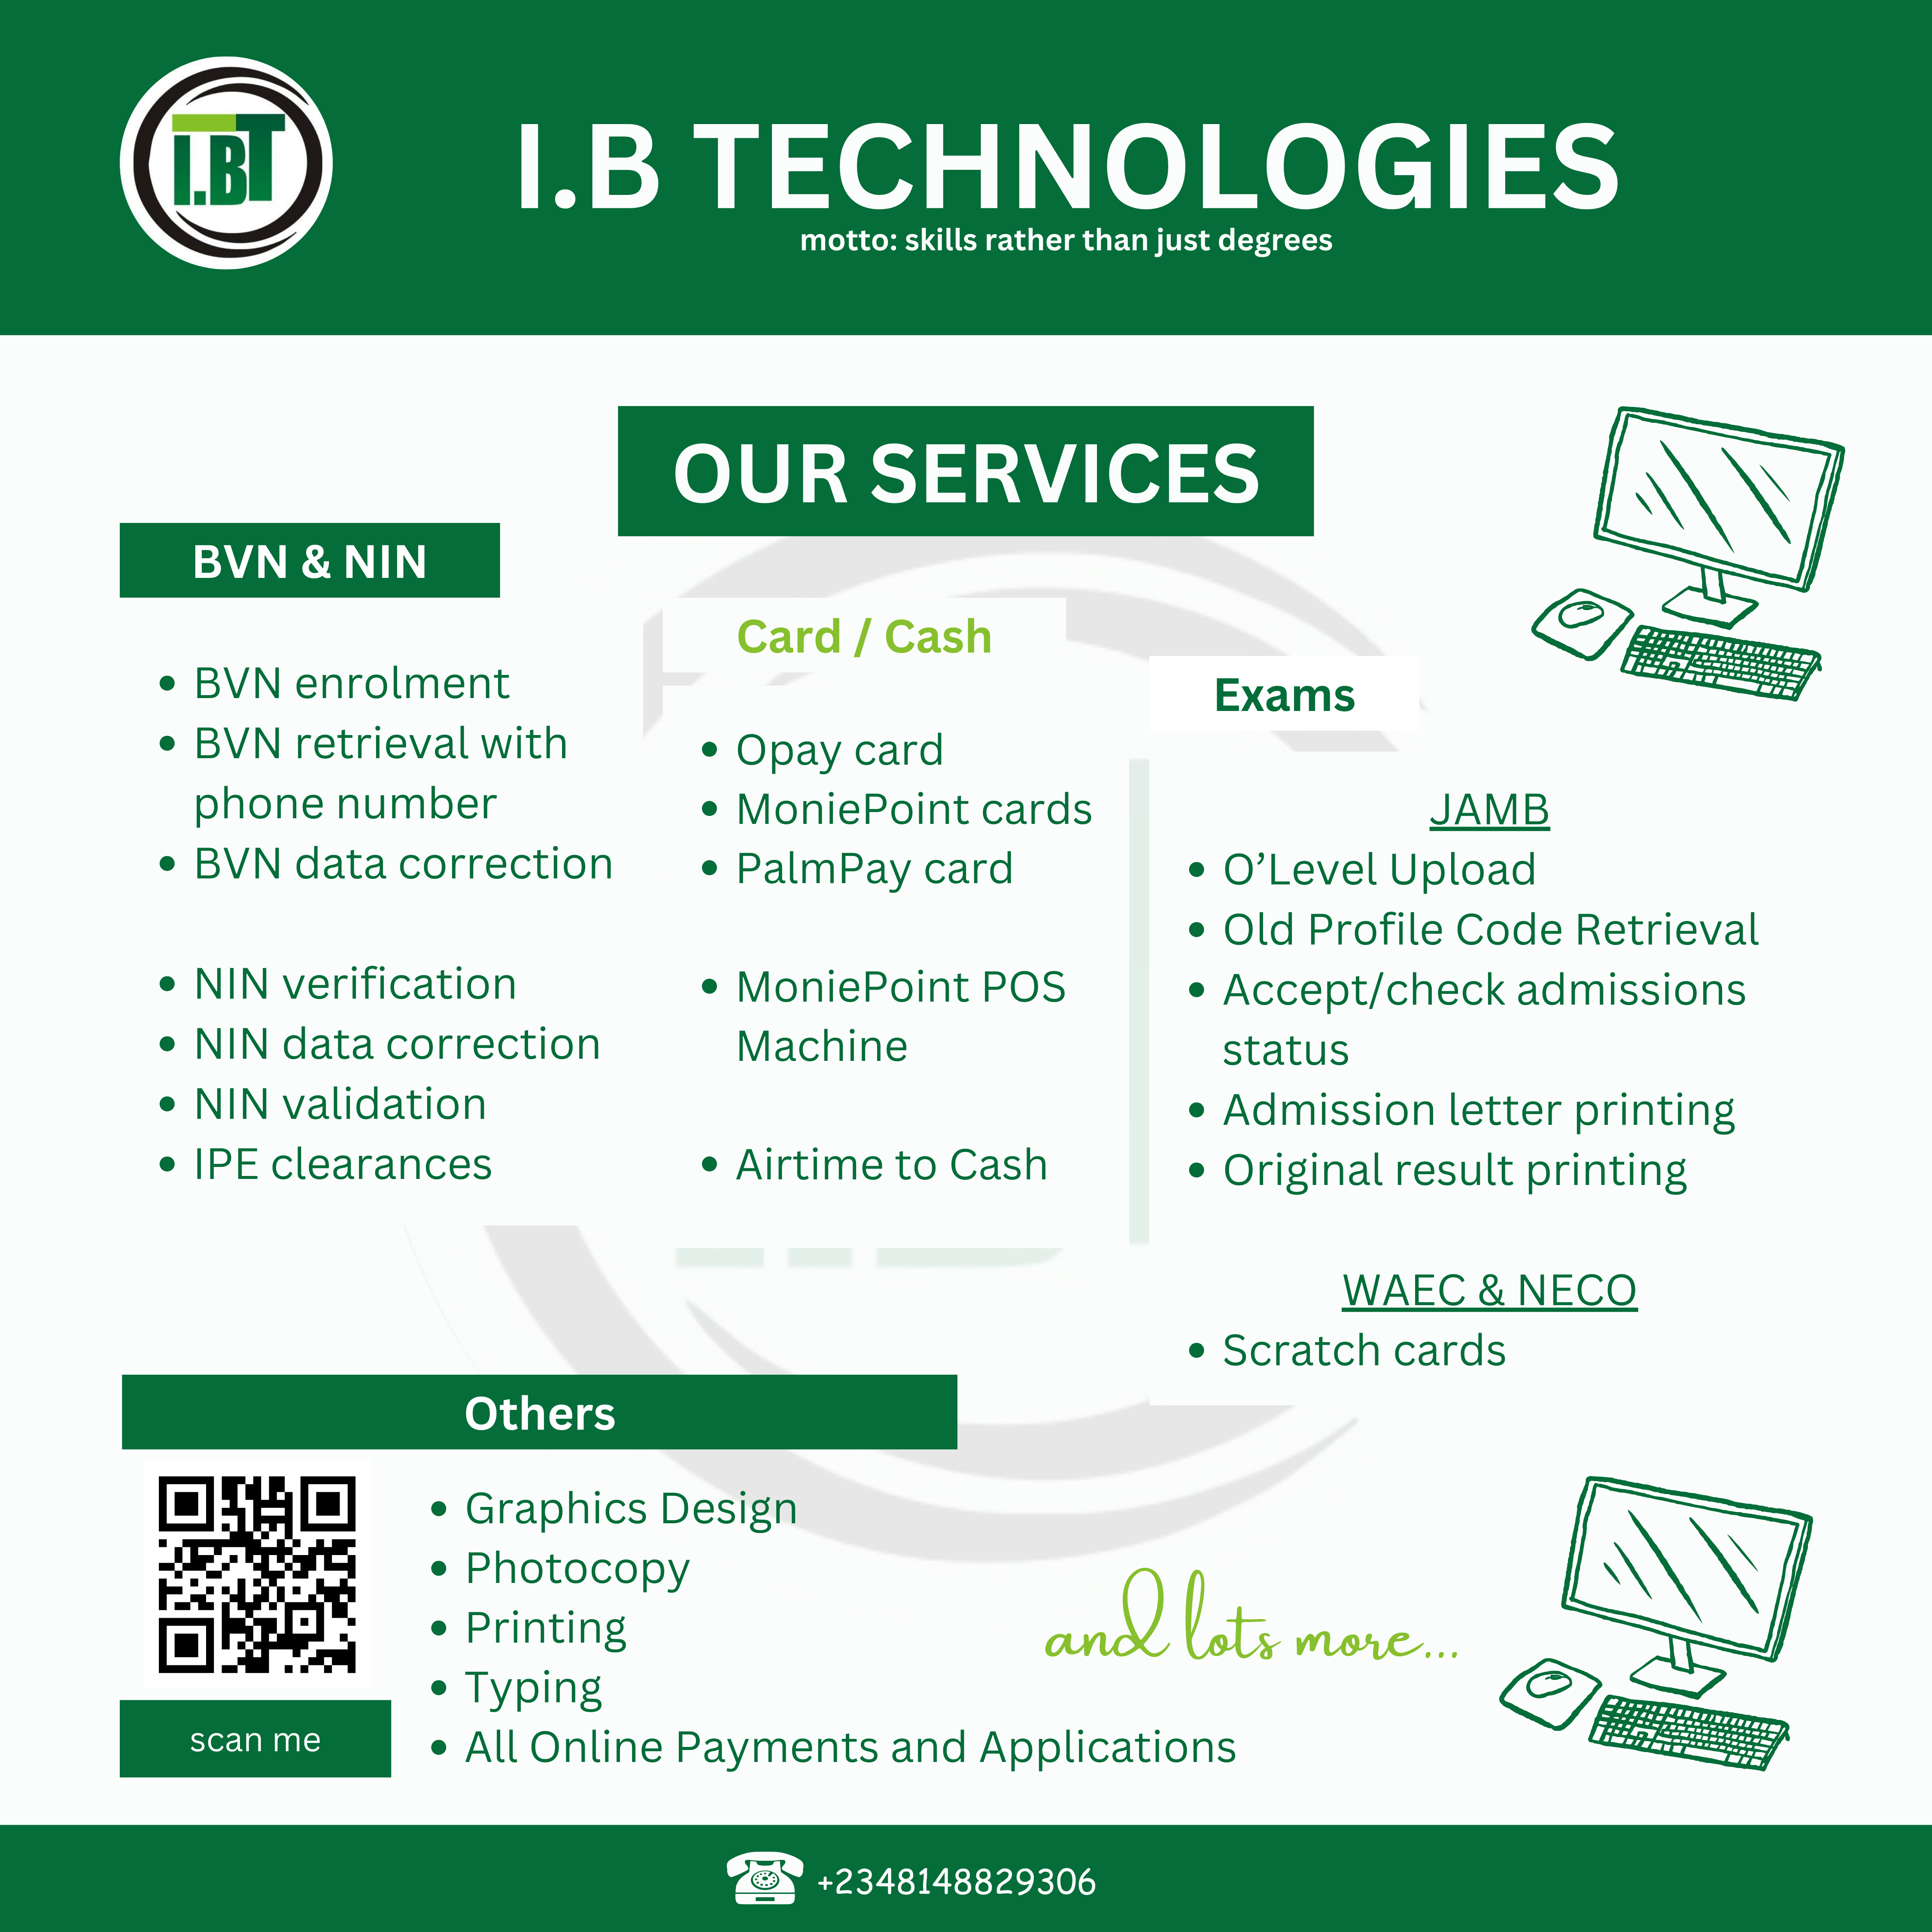 I.BT
I.B TECHNOLOGIES
motto: skills rather than just degrees
OUR SERVICES
BVN & NIN
• BVN enrolment
• BVN retrieval with
phone number
• BVN data correction
• NIN verification
• NIN data correction
• NIN validation
• IPE clearances
Card / Cash
• Opay card
• MoniePoint cards
• PalmPay card
• MoniePoint POS
Machine
• Airtime to Cash
Exams
JAMB
• O’Level Upload
• Old Profile Code Retrieval
• Accept/check admissions
status
• Admission letter printing
• Original result printing
WAEC & NECO
• Scratch cards
Others
• Graphics Design
• Photocopy
• Printing
• Typing
• All Online Payments and Applications
scan me
and lots more...
+2348148829306